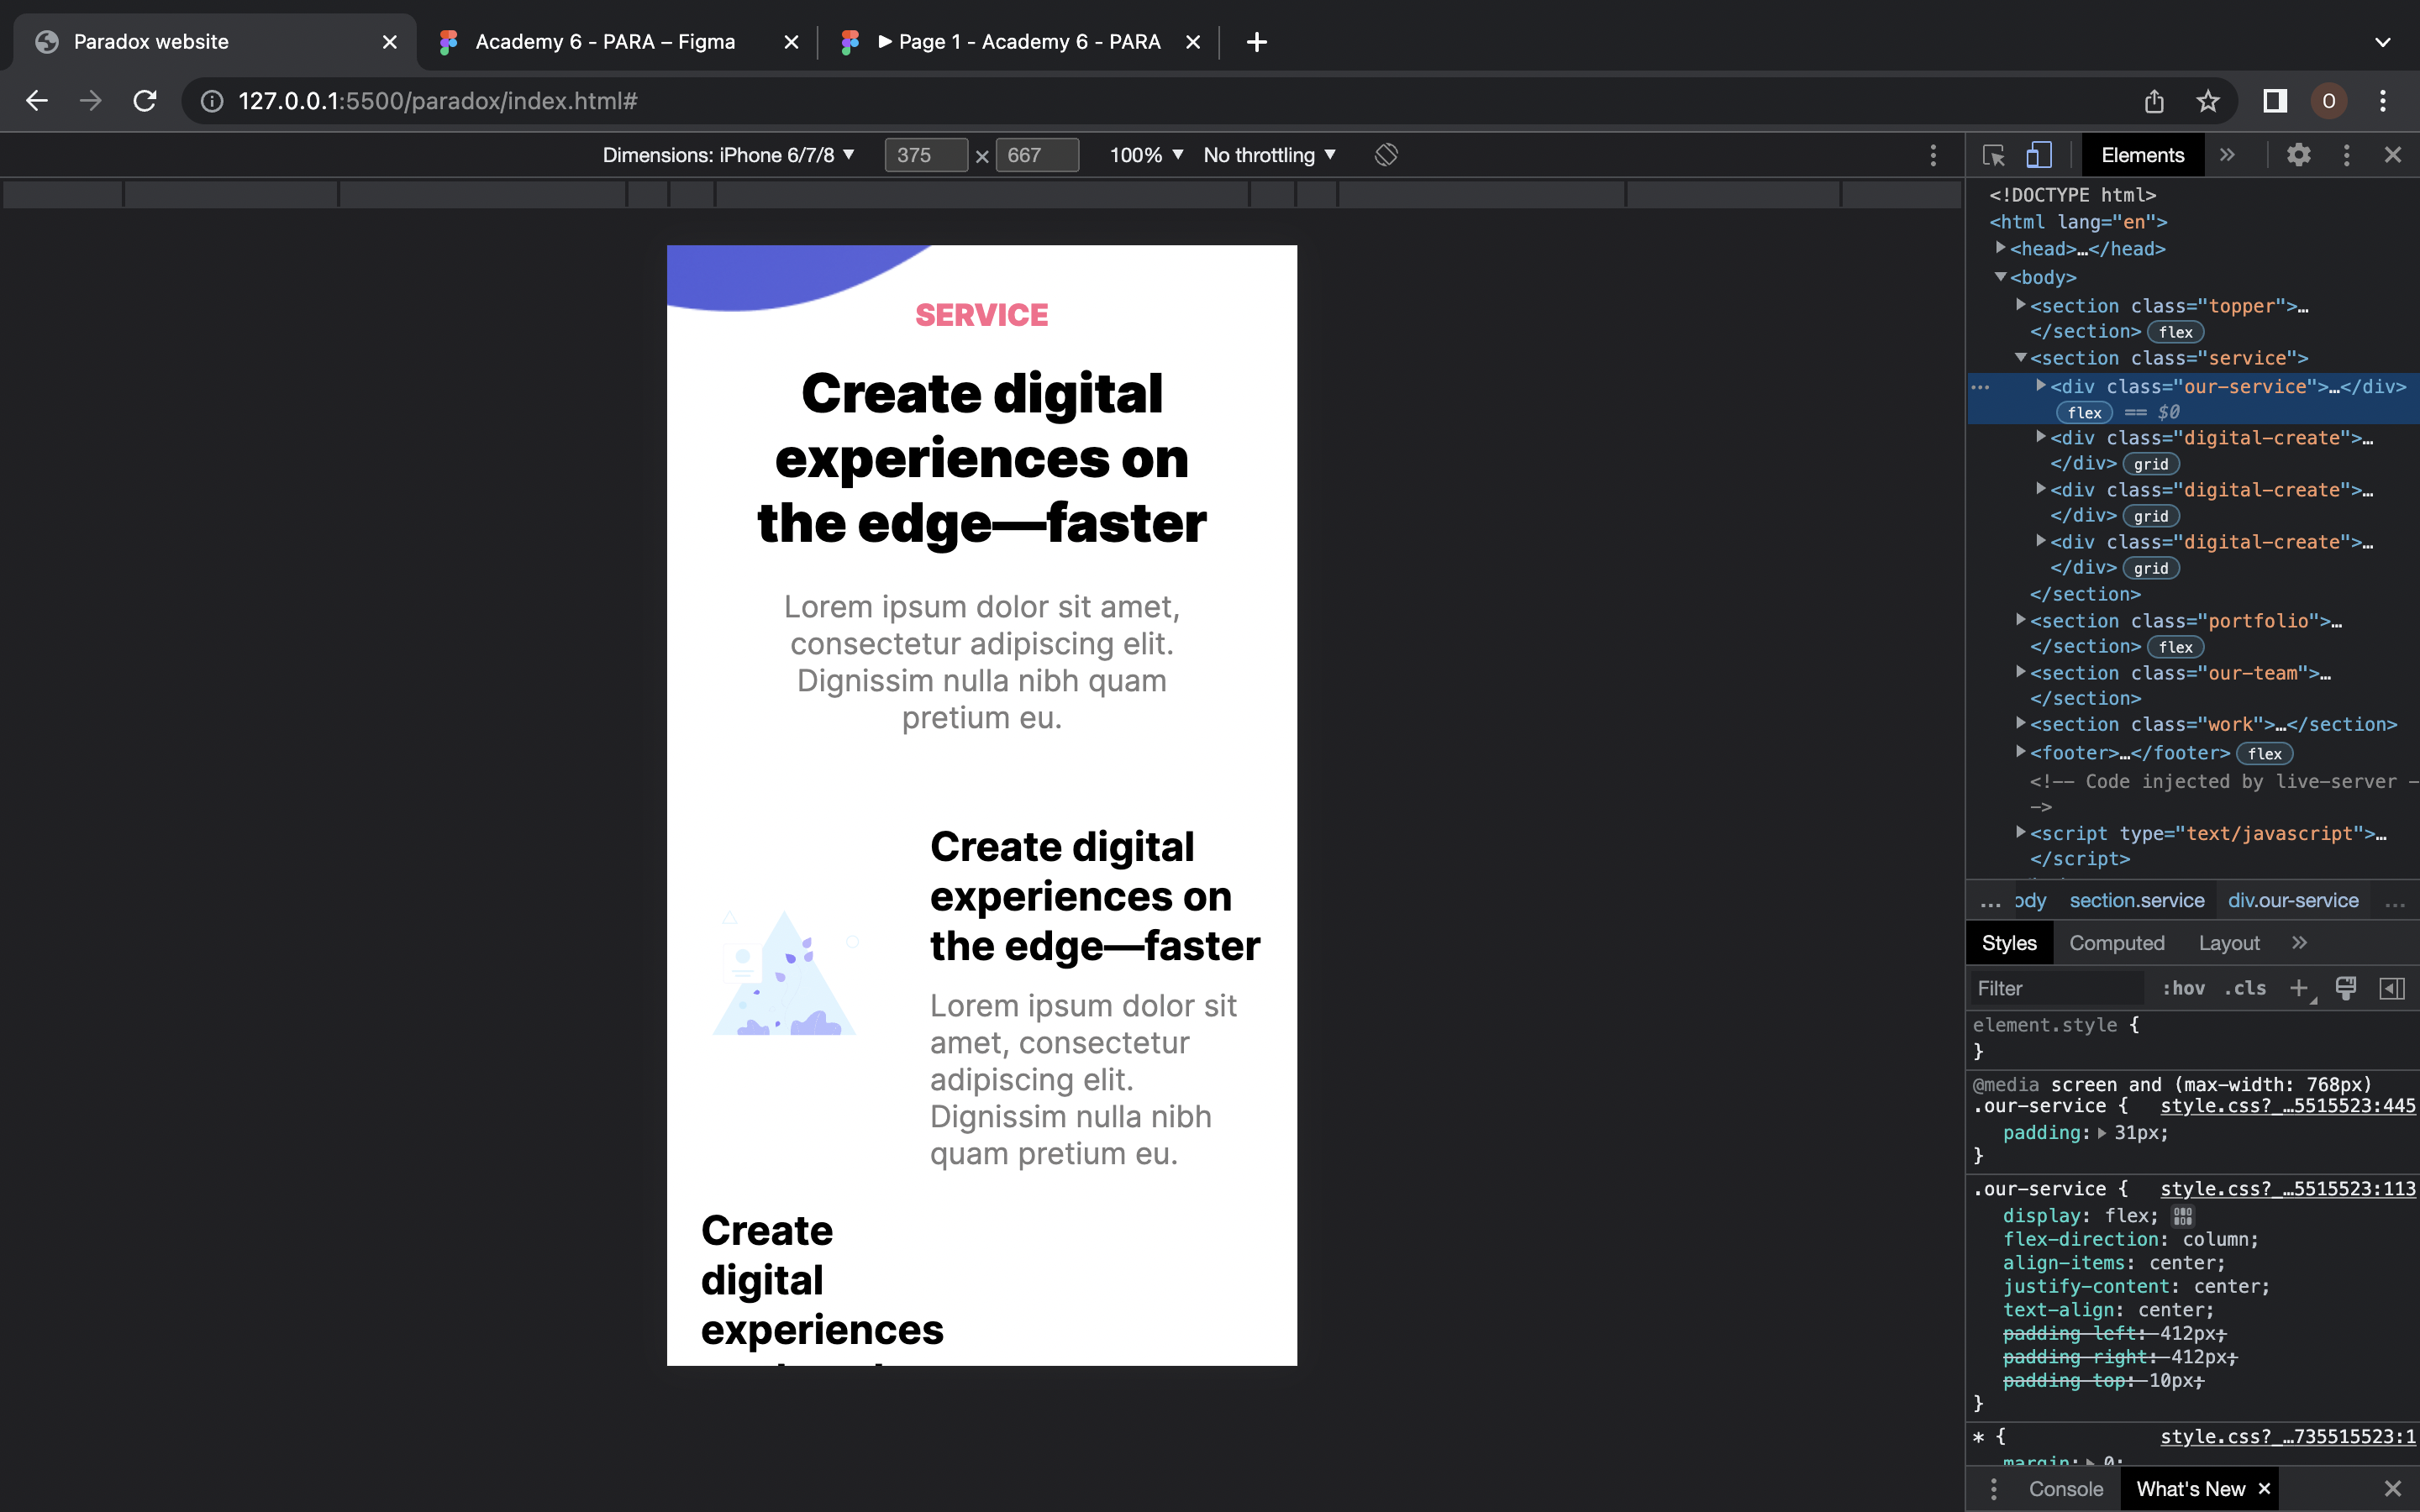 Paradox website
Academy 6 - PARA – Figma
Page 1 - Academy 6 - PARA
127.0.0.1:5500/paradox/index.html#
O
Dimensions: iPhone 6/7/8
375
×
667
100%
No throttling
Elements
SERVICE
Create digital
experiences on
the edge—faster
Lorem ipsum dolor sit amet,
consectetur adipiscing elit.
Dignissim nulla nibh quam
pretium eu.
Create digital
experiences on
the edge—faster
Lorem ipsum dolor sit
amet, consectetur
adipiscing elit.
Dignissim nulla nibh
quam pretium eu.
Create
digital
experiences
<!DOCTYPE html>
<html lang="en">
<head>…</head>
<body>
<section class="topper">…
</section> flex
<section class="service">
<div class="our-service">…</div>
flex == $0
<div class="digital-create">…
</div> grid
<div class="digital-create">…
</div> grid
<div class="digital-create">…
</div> grid
</section>
<section class="portfolio">…
</section> flex
<section class="our-team">…
</section>
<section class="work">…</section>
<footer>…</footer> flex
<!-- Code injected by live-server -
->
<script type="text/javascript">…
</script>
... ody section.service div.our-service ...
Styles Computed Layout
Filter :hov .cls
element.style {
}
@media screen and (max-width: 768px)
.our-service { style.css?_…5515523:445
padding: 31px;
}
.our-service { style.css?_…5515523:113
display: flex;
flex-direction: column;
align-items: center;
justify-content: center;
text-align: center;
padding-left: 412px;
padding-right: 412px;
padding-top: 10px;
}
* { style.css?_…735515523:1
margin: 0;
Console What's New